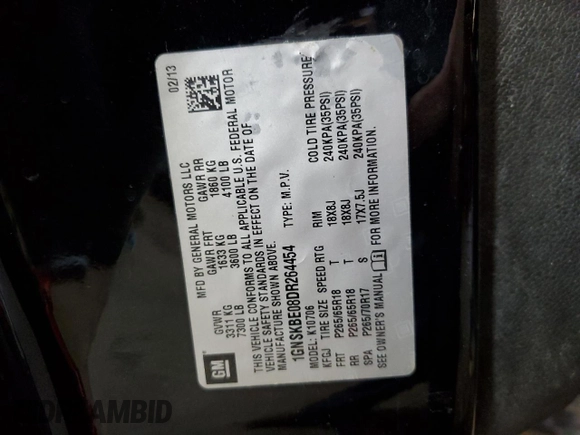 GM
MFD BY GENERAL MOTORS LLC 02/13
GVWR GAWR FRT GAWR RR
3311 KG 1633 KG 1860 KG
7300 LB 3600 LB 4100 LB
THIS VEHICLE CONFORMS TO ALL APPLICABLE U.S. FEDERAL MOTOR
VEHICLE SAFETY STANDARDS IN EFFECT ON THE DATE OF
MANUFACTURE SHOWN ABOVE.
1GNSKBE08DR264454 TYPE: M.P.V.
MODEL: K10706
KFGJ TIRE SIZE SPEED RTG RIM COLD TIRE PRESSURE
FRT P265/65R18 T 18X8J 240KPA(35PSI)
RR P265/65R18 T 18X8J 240KPA(35PSI)
SPA P265/70R17 S 17X7.5J 240KPA(35PSI)
SEE OWNER'S MANUAL i FOR MORE INFORMATION.